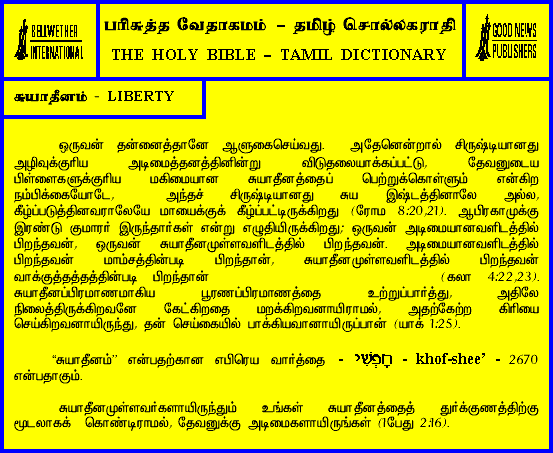 BELLWETHER
INTERNATIONAL
பரிசுத்த வேதாகமம் – தமிழ் சொல்லகராதி
THE HOLY BIBLE – TAMIL DICTIONARY
GOOD NEWS
PUBLISHERS
சுயாதீனம் - LIBERTY
ஒருவன் தன்னைத்தானே ஆளுகைசெய்வது. அதேனென்றால் சிருஷ்டியானது
அழிவுக்குரிய அடிமைத்தனத்தினின்று விடுதலையாக்கப்பட்டு, தேவனுடைய
பிள்ளைகளுக்குரிய மகிமையான சுயாதீனத்தைப் பெற்றுக்கொள்ளும் என்கிற
நம்பிக்கையோடே, அந்தச் சிருஷ்டியானது சுய இஷ்டத்தினாலே அல்ல,
கீழ்ப்படுத்தினவராலேயே மாயைக்குக் கீழ்ப்பட்டிருக்கிறது (ரோம 8:20,21). ஆபிரகாமுக்கு
இரண்டு குமாரர் இருந்தார்கள் என்று எழுதியிருக்கிறது; ஒருவன் அடிமையானவளிடத்தில்
பிறந்தவன், ஒருவன் சுயாதீனமுள்ளவளிடத்தில் பிறந்தவன். அடிமையானவளிடத்தில்
பிறந்தவன் மாம்சத்தின்படி பிறந்தான், சுயாதீனமுள்ளவளிடத்தில் பிறந்தவன்
வாக்குத்தத்தத்தின்படி பிறந்தான் (கலா 4:22,23).
சுயாதீனப்பிரமாணமாகிய பூரணப்பிரமாணத்தை உற்றுப்பார்த்து, அதிலே
நிலைத்திருக்கிறவனே கேட்கிறதை மறக்கிறவனாயிராமல், அதற்கேற்ற கிரியை
செய்கிறவனாயிருந்து, தன் செய்கையில் பாக்கியவானாயிருப்பான் (யாக் 1:25).
“சுயாதீனம்” என்பதற்கான எபிரெய வார்த்தை - חָפְשִׁי - khof-shee’ - 2670
என்பதாகும்.
சுயாதீனமுள்ளவர்களாயிருந்தும் உங்கள் சுயாதீனத்தைத் துர்க்குணத்திற்கு
மூடலாகக் கொண்டிராமல், தேவனுக்கு அடிமைகளாயிருங்கள் (1பேது 2:16).